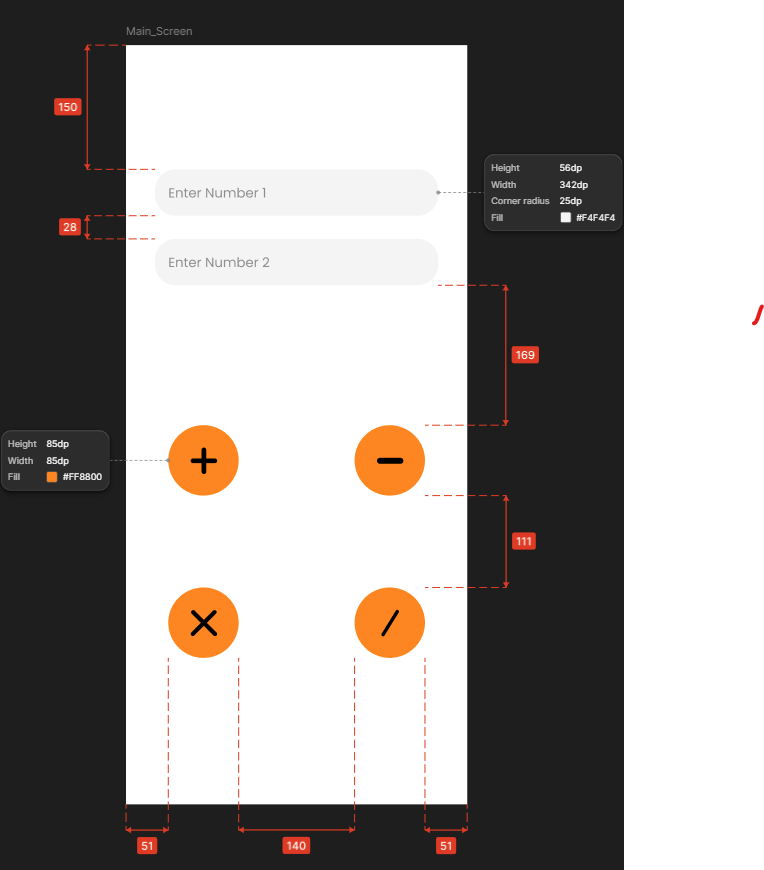 Main_Screen
150
Enter Number 1
Height 56dp
Width 342dp
Corner radius 25dp
Fill #F4F4F4
28
Enter Number 2
169
Height 85dp
Width 85dp
Fill #FF8800
+ −
111
× /
51 140 51